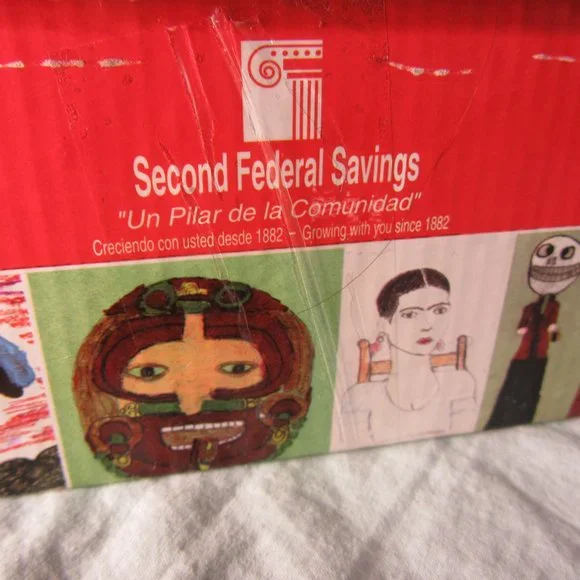 Second Federal Savings
"Un Pilar de la Comunidad"
Creciendo con usted desde 1882 - Growing with you since 1882